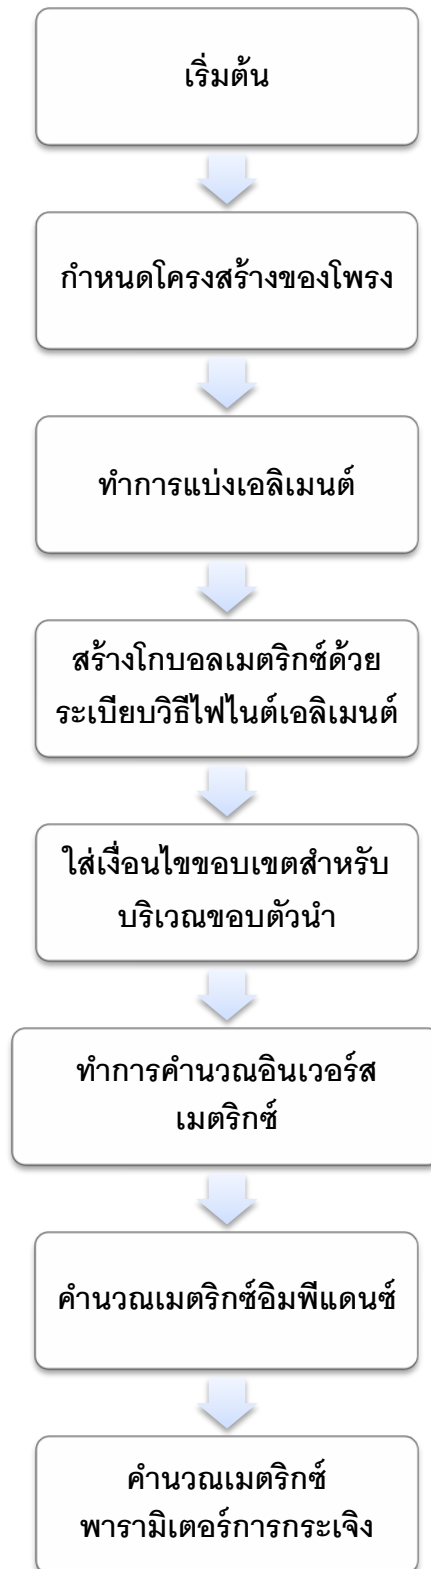 เริ่มต้น
กำหนดโครงสร้างของโพรง
ทำการแบ่งเอลิเมนต์
สร้างโกบอลเมตริกซ์ด้วย
ระเบียบวิธีไฟไนต์เอลิเมนต์
ใส่เงื่อนไขขอบเขตสำหรับ
บริเวณขอบตัวนำ
ทำการคำนวณอินเวอร์ส
เมตริกซ์
คำนวณเมตริกซ์อิมพีแดนซ์
คำนวณเมตริกซ์
พารามิเตอร์การกระเจิง